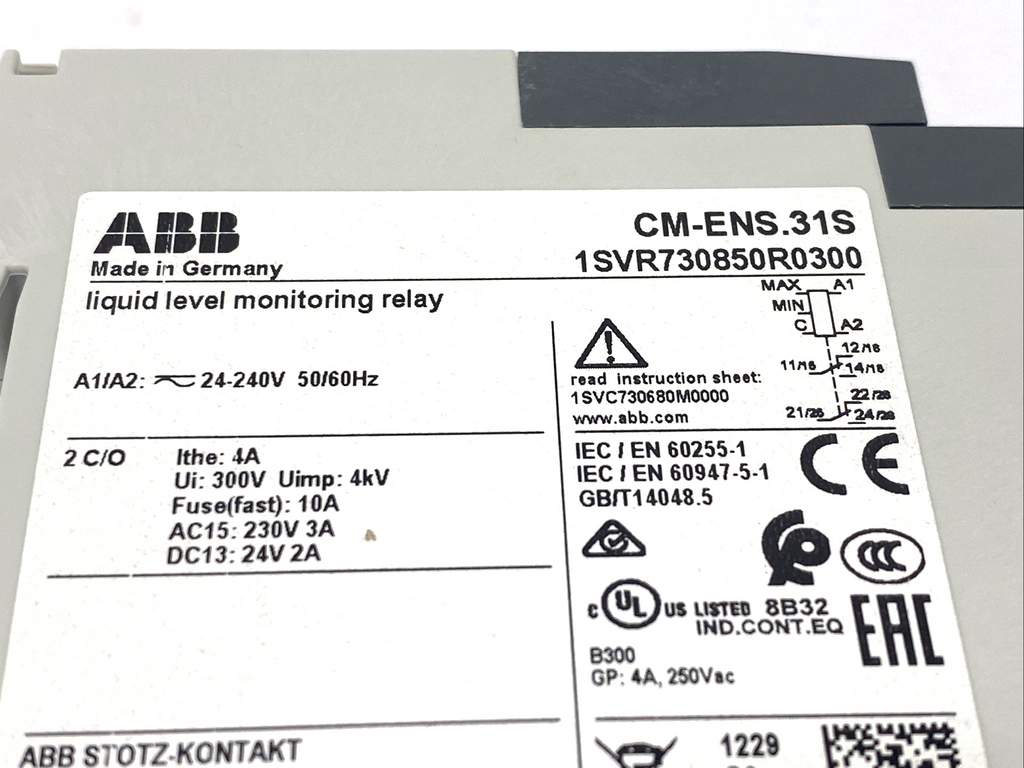 ABB
Made in Germany
CM-ENS.31S
1SVR730850R0300
liquid level monitoring relay
MAX A1
MIN
C A2
12/16
11/15 14/18
22/26
21/25 24/28
A1/A2: 24-240V 50/60Hz
read instruction sheet:
1SVC730680M0000
www.abb.com
2 C/O
Ithe: 4A
Ui: 300V Uimp: 4kV
Fuse(fast): 10A
AC15: 230V 3A
DC13: 24V 2A
IEC / EN 60255-1
IEC / EN 60947-5-1
GB/T14048.5
CE
CCC
C UL US LISTED 8B32
IND.CONT.EQ
EAC
B300
GP: 4A, 250Vac
ABB STOTZ-KONTAKT
1229